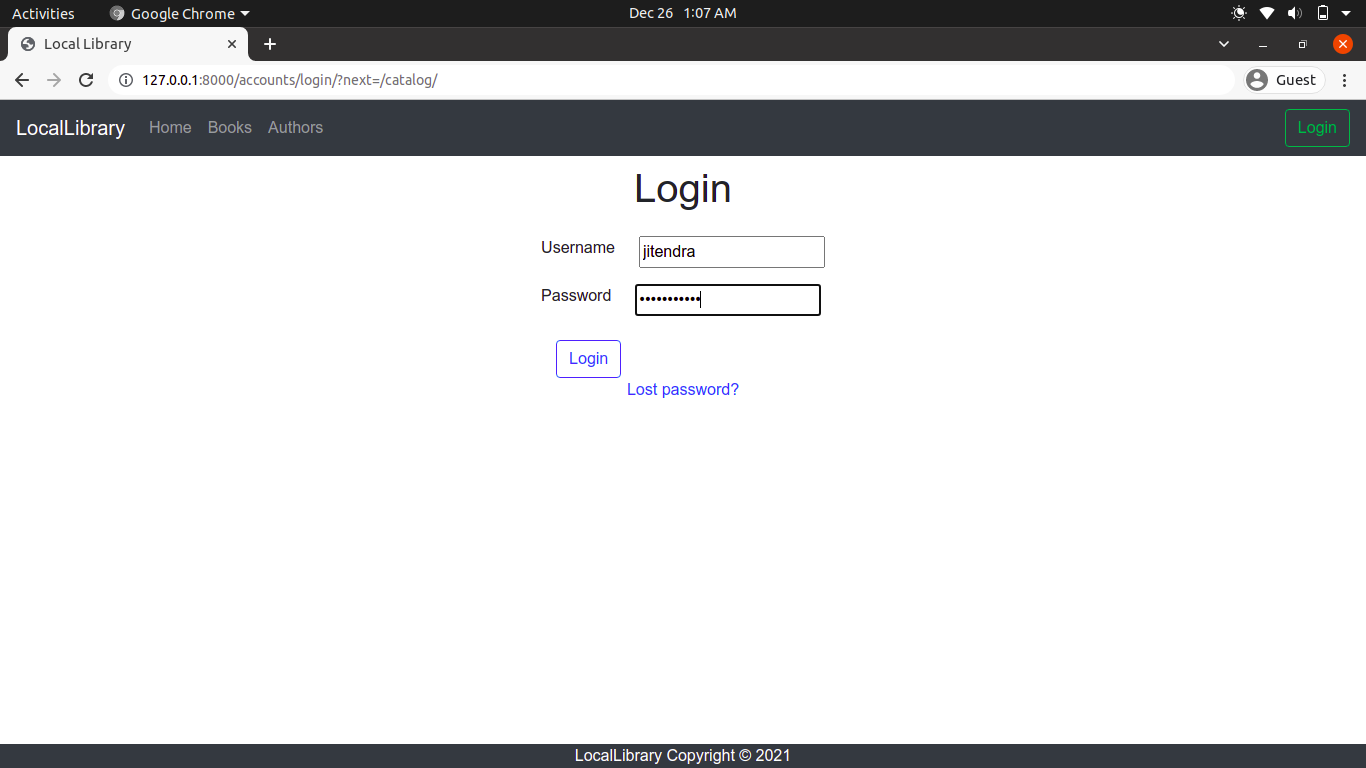 Activities Google Chrome Dec 26 1:07 AM
Local Library
127.0.0.1:8000/accounts/login/?next=/catalog/ Guest
LocalLibrary Home Books Authors Login
Login
Username jitendra
Password •••••••••••
Login
Lost password?
LocalLibrary Copyright © 2021